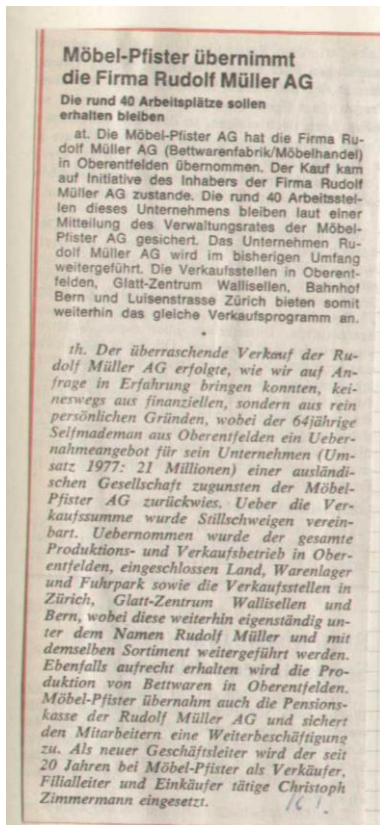 Möbel-Pfister übernimmt
die Firma Rudolf Müller AG
Die rund 40 Arbeitsplätze sollen
erhalten bleiben
at. Die Möbel-Pfister AG hat die Firma Ru-
dolf Müller AG (Bettwarenfabrik/Möbelhandel)
in Oberentfelden übernommen. Der Kauf kam
auf Initiative des Inhabers der Firma Rudolf
Müller AG zustande. Die rund 40 Arbeitsstel-
len dieses Unternehmens bleiben laut einer
Mitteilung des Verwaltungsrates der Möbel-
Pfister AG gesichert. Das Unternehmen Ru-
dolf Müller AG wird im bisherigen Umfang
weitergeführt. Die Verkaufsstellen in Oberent-
felden, Glatt-Zentrum Wallisellen, Bahnhof
Bern und Luisenstrasse Zürich bieten somit
weiterhin das gleiche Verkaufsprogramm an.
*
th. Der überraschende Verkauf der Ru-
dolf Müller AG erfolgte, wie wir auf An-
frage in Erfahrung bringen konnten, kei-
neswegs aus finanziellen, sondern aus rein
persönlichen Gründen, wobei der 64jährige
Selfmademan aus Oberentfelden ein Ueber-
nahmeangebot für sein Unternehmen (Um-
satz 1977: 21 Millionen) einer ausländi-
schen Gesellschaft zugunsten der Möbel-
Pfister AG zurückwies. Ueber die Ver-
kaufssumme wurde Stillschweigen verein-
bart. Uebernommen wurde der gesamte
Produktions- und Verkaufsbetrieb in Ober-
entfelden, eingeschlossen Land, Warenlager
und Fuhrpark sowie die Verkaufsstellen in
Zürich, Glatt-Zentrum Wallisellen und
Bern, wobei diese weiterhin eigenständig un-
ter dem Namen Rudolf Müller und mit
demselben Sortiment weitergeführt werden.
Ebenfalls aufrecht erhalten wird die Pro-
duktion von Bettwaren in Oberentfelden.
Möbel-Pfister übernahm auch die Pensions-
kasse der Rudolf Müller AG und sichert
den Mitarbeitern eine Weiterbeschäftigung
zu. Als neuer Geschäftsleiter wird der seit
20 Jahren bei Möbel-Pfister als Verkäufer,
Filialleiter und Einkäufer tätige Christoph
Zimmermann eingesetzt.